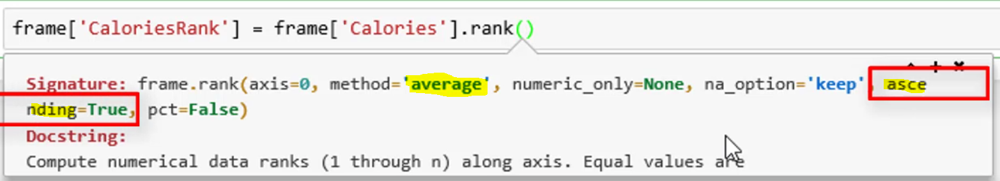 frame['CaloriesRank'] = frame['Calories'].rank()
Signature: frame.rank(axis=0, method='average', numeric_only=None, na_option='keep', asce
nding=True, pct=False)
Docstring:
Compute numerical data ranks (1 through n) along axis. Equal values are